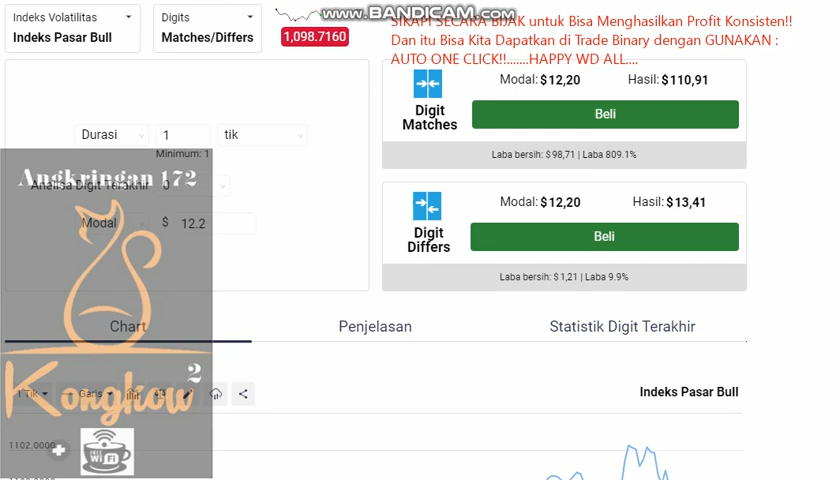 www.BANDICAM.com
Indeks Volatilitas
Indeks Pasar Bull
Digits
Matches/Differs
1,098.7160
SIKAPI SECARA BIJAK untuk Bisa Menghasilkan Profit Konsisten!!
Dan itu Bisa Kita Dapatkan di Trade Binary dengan GUNAKAN :
AUTO ONE CLICK!!.......HAPPY WD ALL....
Durasi
1
tik
Minimum: 1
Angkringan 172
Analisa Digit Terakhir
0
Modal
$ 12.2
Modal: $12,20
Hasil: $110,91
Digit
Matches
Beli
Laba bersih: $98,71 | Laba 809.1%
Modal: $12,20
Hasil: $13,41
Digit
Differs
Beli
Laba bersih: $1,21 | Laba 9.9%
Chart
Penjelasan
Statistik Digit Terakhir
Kongkow 2
1 Tik
Garis
Indeks Pasar Bull
1102.0000
FREE
Wi Fi